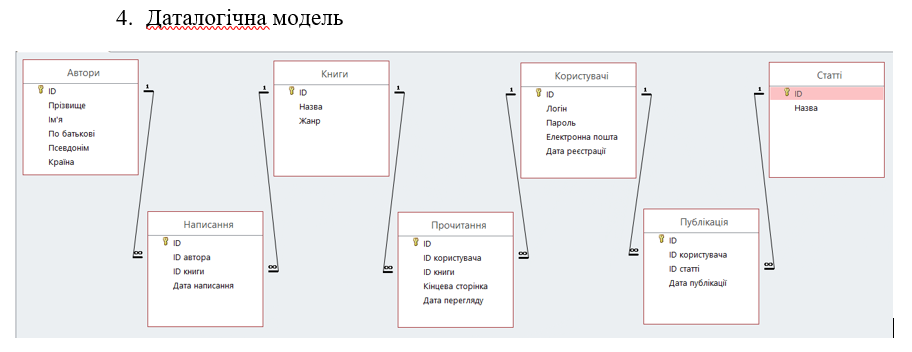 4. Даталогічна модель
Автори
ID
Прізвище
Ім'я
По батькові
Псевдонім
Країна
Книги
ID
Назва
Жанр
Користувачі
ID
Логін
Пароль
Електронна пошта
Дата реєстрації
Статті
ID
Назва
1
1
1
1
1
1
Написання
ID
ID автора
ID книги
Дата написання
Прочитання
ID
ID користувача
ID книги
Кінцева сторінка
Дата перегляду
Публікація
ID
ID користувача
ID статті
Дата публікації
∞
∞
∞
∞
∞
∞